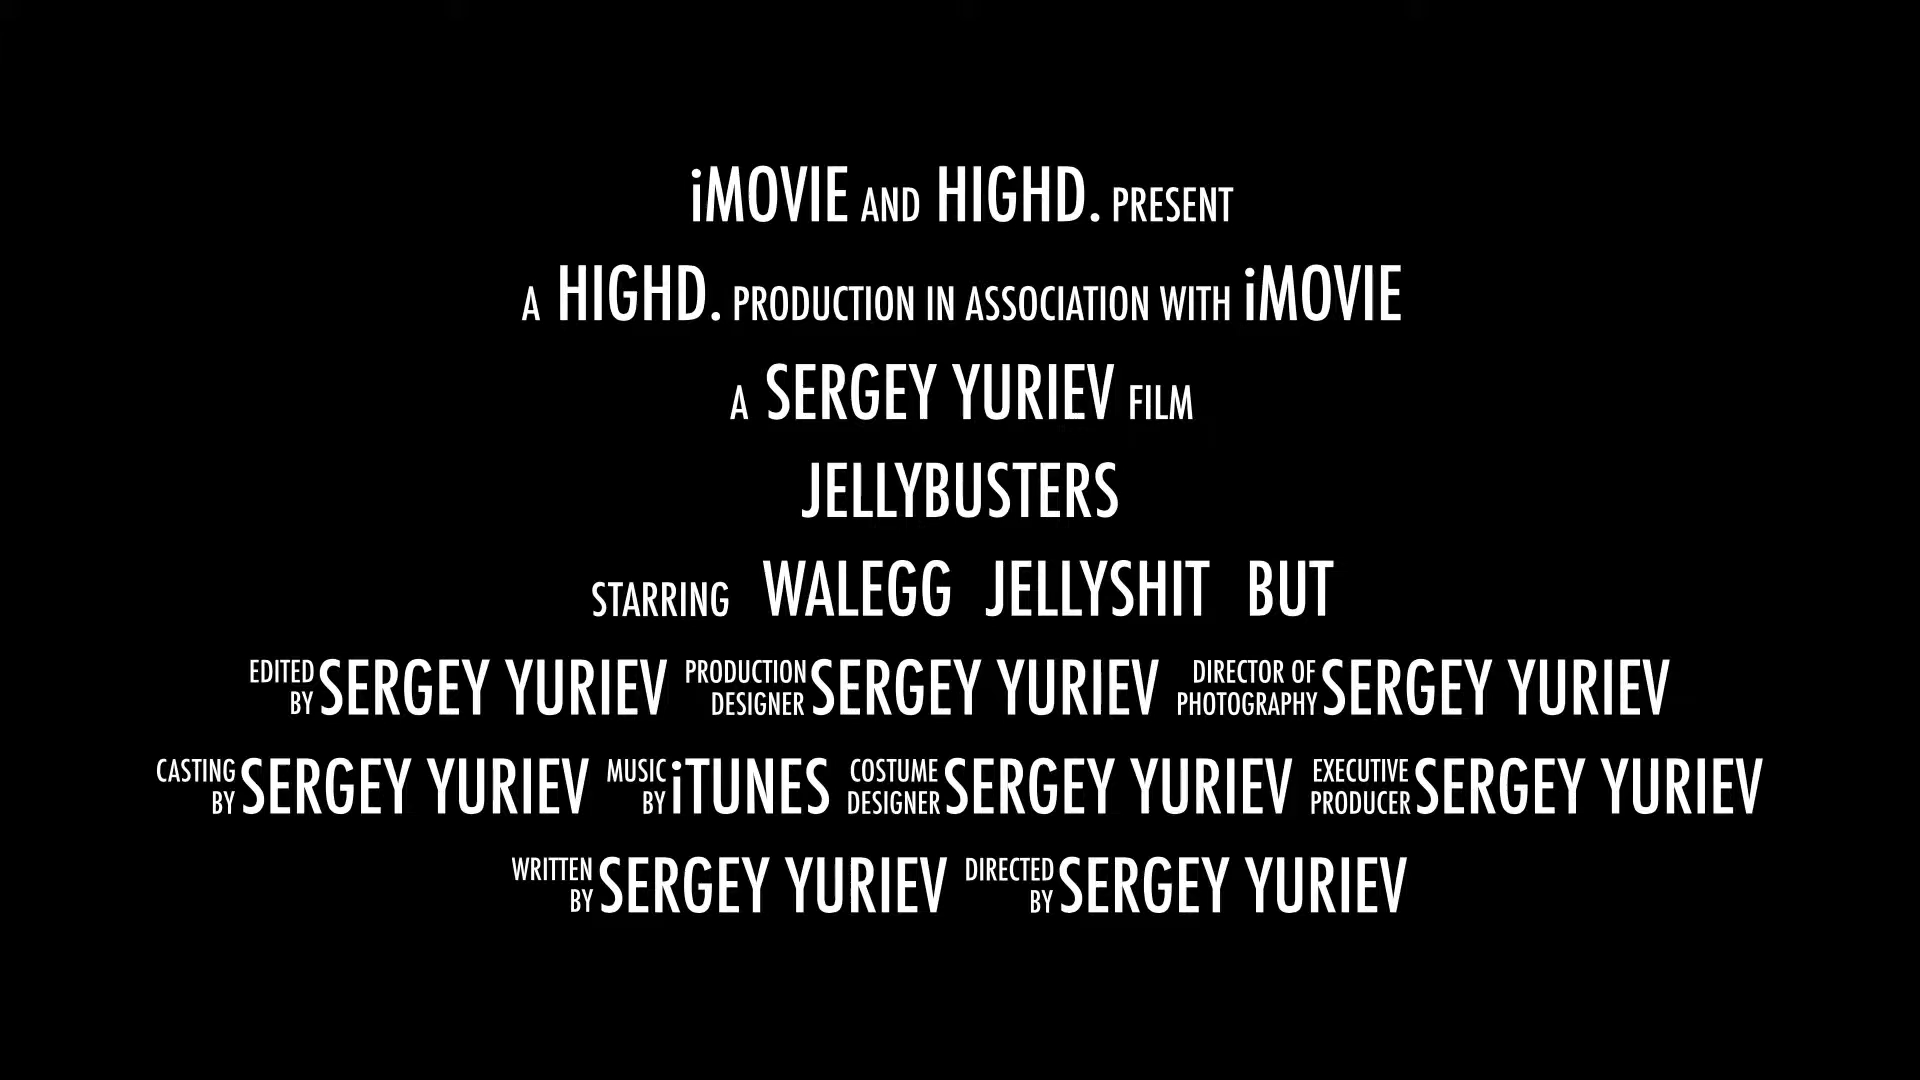 iMOVIE AND HIGHD. PRESENT
A HIGHD. PRODUCTION IN ASSOCIATION WITH iMOVIE
A SERGEY YURIEV FILM
JELLYBUSTERS
STARRING WALEGG JELLYSHIT BUT
EDITED BY SERGEY YURIEV PRODUCTION DESIGNER SERGEY YURIEV DIRECTOR OF PHOTOGRAPHY SERGEY YURIEV
CASTING BY SERGEY YURIEV MUSIC BY iTUNES COSTUME DESIGNER SERGEY YURIEV EXECUTIVE PRODUCER SERGEY YURIEV
WRITTEN BY SERGEY YURIEV DIRECTED BY SERGEY YURIEV